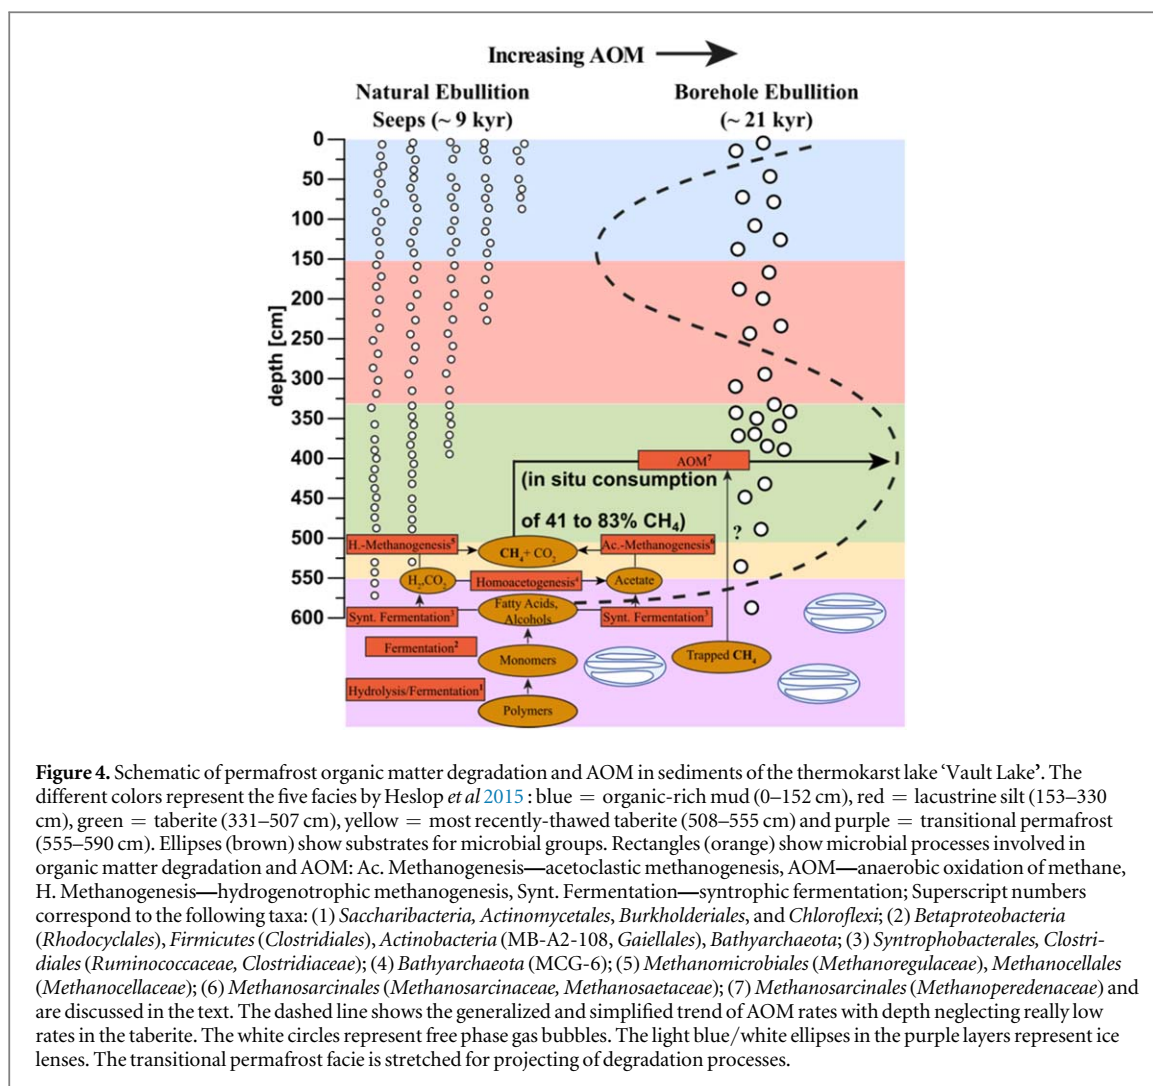 Increasing AOM
Natural Ebullition
Seeps (~ 9 kyr)
Borehole Ebullition
(~ 21 kyr)
depth [cm]
0
50
100
150
200
250
300
350
400
450
500
550
600
AOM⁷
(in situ consumption
of 41 to 83% CH₄)
?
H.-Methanogenesis⁵
CH₄+ CO₂
Ac.-Methanogenesis⁶
H₂,CO₂
Homoacetogenesis⁴
Acetate
Synt. Fermentation³
Fatty Acids,
Alcohols
Synt. Fermentation³
Fermentation²
Monomers
Trapped CH₄
Hydrolysis/Fermentation¹
Polymers
Figure 4. Schematic of permafrost organic matter degradation and AOM in sediments of the thermokarst lake ‘Vault Lake’. The
different colors represent the five facies by Heslop et al 2015 : blue = organic-rich mud (0–152 cm), red = lacustrine silt (153–330
cm), green = taberite (331–507 cm), yellow = most recently-thawed taberite (508–555 cm) and purple = transitional permafrost
(555–590 cm). Ellipses (brown) show substrates for microbial groups. Rectangles (orange) show microbial processes involved in
organic matter degradation and AOM: Ac. Methanogenesis—acetoclastic methanogenesis, AOM—anaerobic oxidation of methane,
H. Methanogenesis—hydrogenotrophic methanogenesis, Synt. Fermentation—syntrophic fermentation; Superscript numbers
correspond to the following taxa: (1) Saccharibacteria, Actinomycetales, Burkholderiales, and Chloroflexi; (2) Betaproteobacteria
(Rhodocyclales), Firmicutes (Clostridiales), Actinobacteria (MB-A2-108, Gaiellales), Bathyarchaeota; (3) Syntrophobacterales, Clostri-
diales (Ruminococcaceae, Clostridiaceae); (4) Bathyarchaeota (MCG-6); (5) Methanomicrobiales (Methanoregulaceae), Methanocellales
(Methanocellaceae); (6) Methanosarcinales (Methanosarcinaceae, Methanosaetaceae); (7) Methanosarcinales (Methanoperedenaceae) and
are discussed in the text. The dashed line shows the generalized and simplified trend of AOM rates with depth neglecting really low
rates in the taberite. The white circles represent free phase gas bubbles. The light blue/white ellipses in the purple layers represent ice
lenses. The transitional permafrost facie is stretched for projecting of degradation processes.